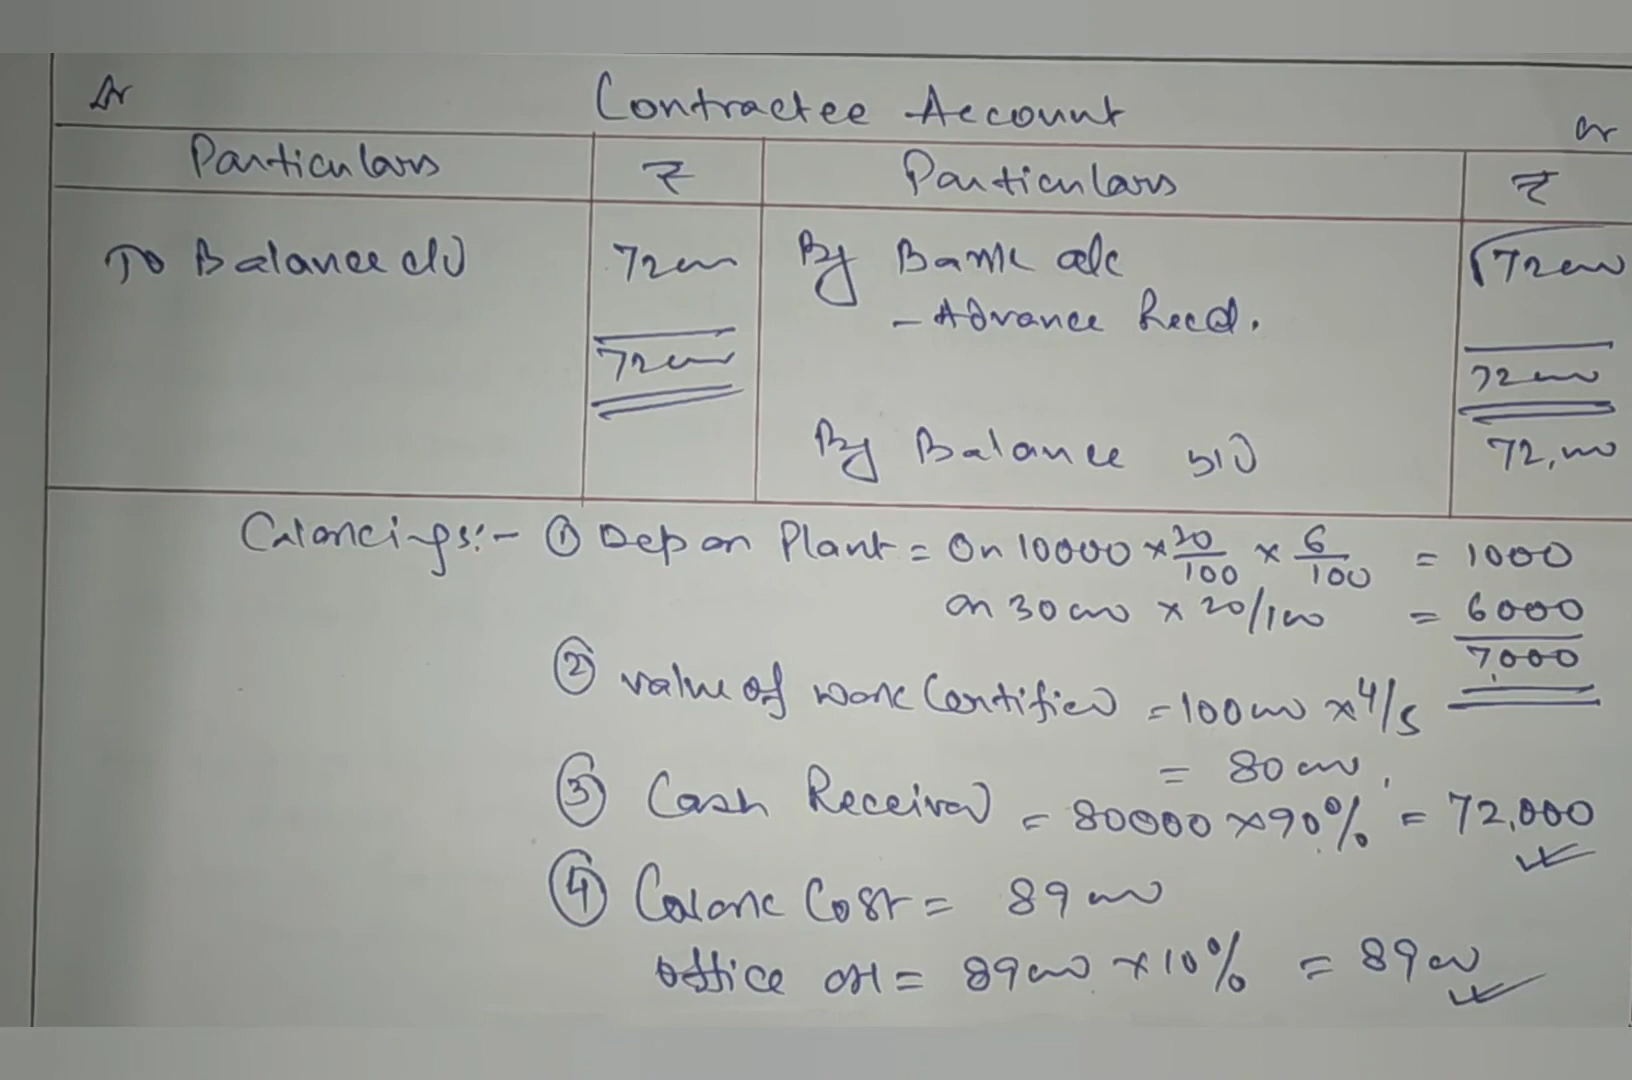 Dr Contractee Account Cr
Particulars ₹ Particulars ₹
To Balance c/d 72000 By Bank a/c 72000
- Advance Recd.
72000 72000
By Balance b/d 72,000
① Dep on Plant = On 10000 × 20/100 × 6/100 = 1000
on 30000 × 20/100 = 6000
7,000
② Value of work Certified = 100000 × 4/5
= 80000
③ Cash Received = 80000 × 90% = 72,000
④ Cost = 89000
office OH = 89000 × 10% = 8900